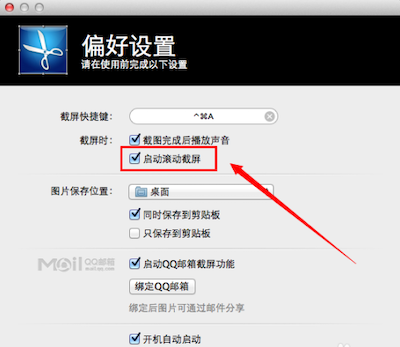 偏好设置
请在使用前完成以下设置
截屏快捷键: ^⌘A
截屏时: 截图完成后播放声音
启动滚动截屏
图片保存位置: 桌面
同时保存到剪贴板
只保存到剪贴板
Mail QQ邮箱 启动QQ邮箱截屏功能
mail.qq.com
绑定QQ邮箱
绑定后图片可通过邮件分享
开机自动启动